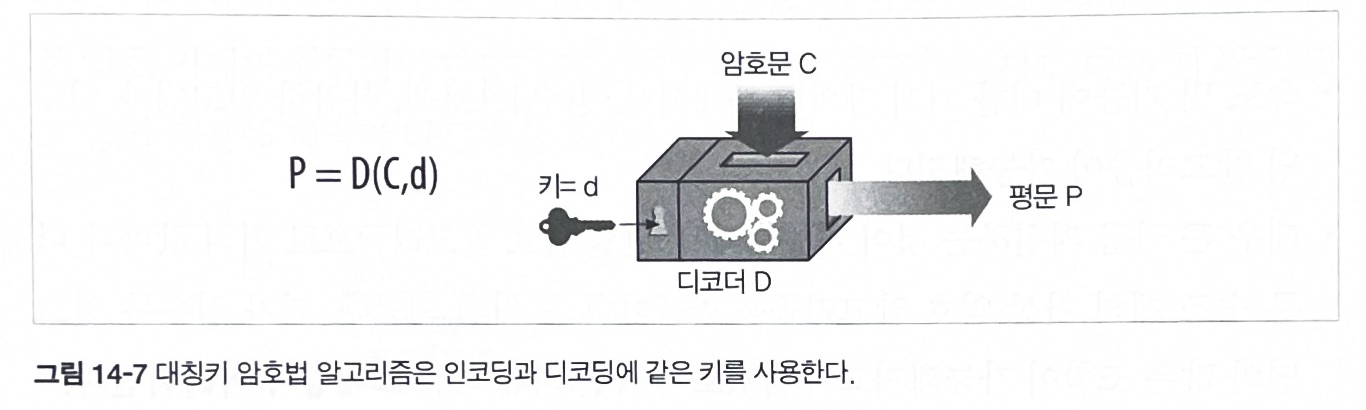 암호문 C
P = D(C,d)
키= d
평문 P
디코더 D
그림 14-7 대칭키 암호법 알고리즘은 인코딩과 디코딩에 같은 키를 사용한다.